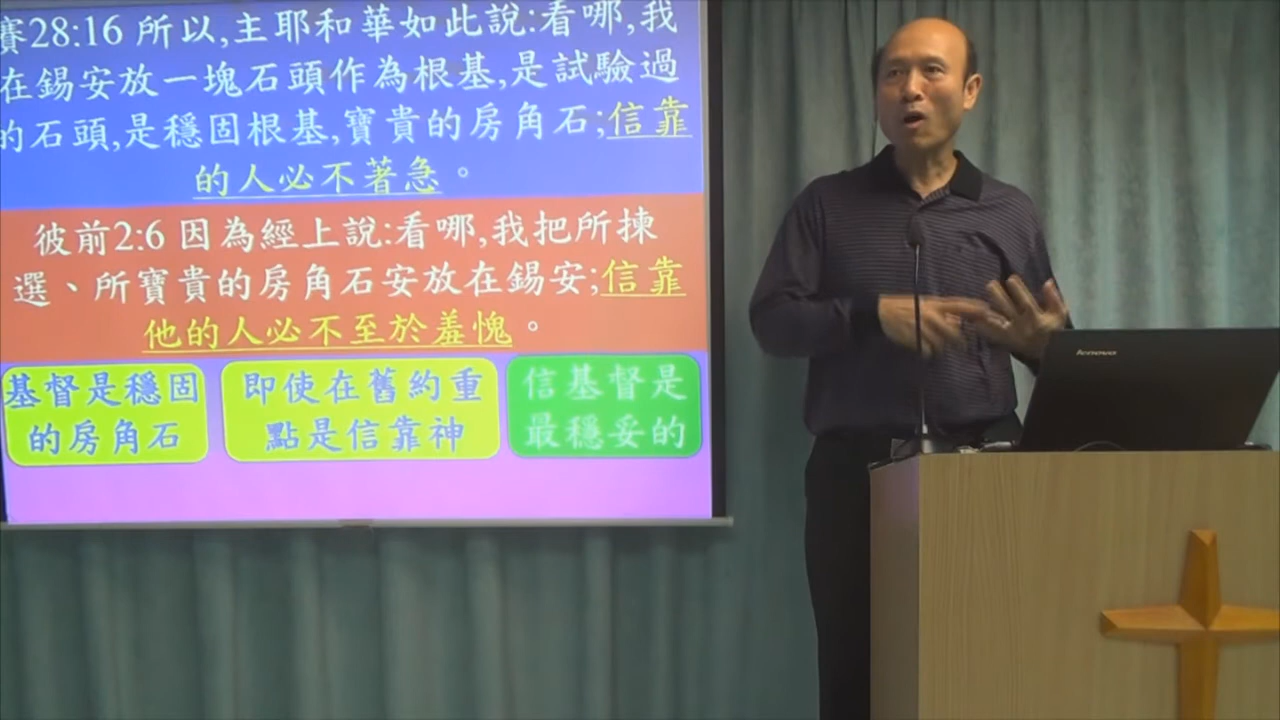 賽28:16 所以,主耶和華如此說:看哪,我
在錫安放一塊石頭作為根基,是試驗過
的石頭,是穩固根基,寶貴的房角石;信靠
的人必不著急。
彼前2:6 因為經上說:看哪,我把所揀
選、所寶貴的房角石安放在錫安;信靠
他的人必不至於羞愧。
基督是穩固
的房角石
即使在舊約重
點是信靠神
信基督是
最穩妥的
lenovo